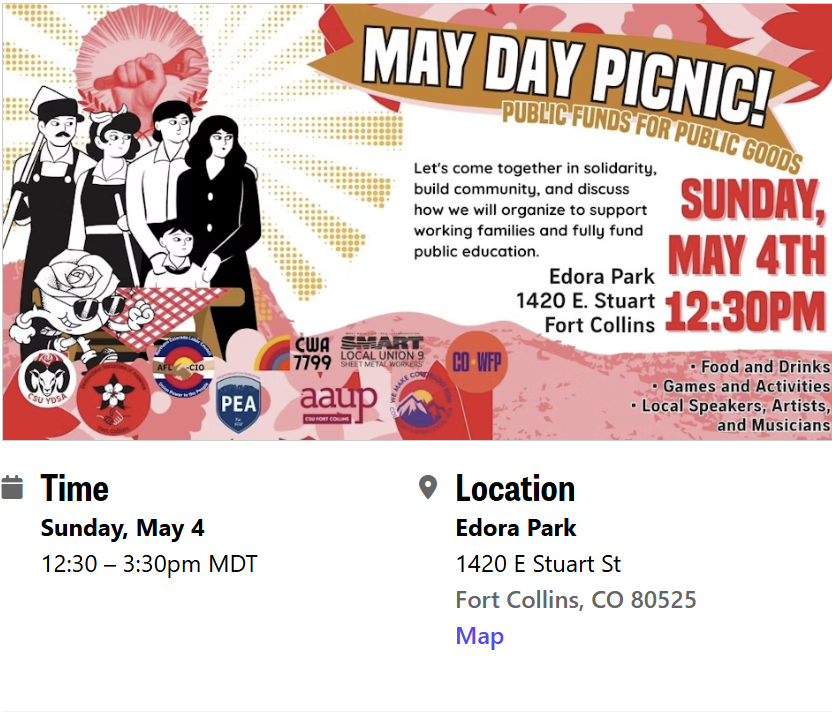 MAY DAY PICNIC!
PUBLIC FUNDS FOR PUBLIC GOODS
Let's come together in solidarity,
build community, and discuss
how we will organize to support
working families and fully fund
public education.
SUNDAY,
MAY 4TH
12:30PM
Edora Park
1420 E. Stuart
Fort Collins
• Food and Drinks
• Games and Activities
• Local Speakers, Artists,
and Musicians
CSU YDSA
Fort Collins
AFL CIO
PEA
CWA
7799
SMART
LOCAL UNION 9
SHEET METAL WORKERS
aaup
CSU FORT COLLINS
CO WFP
Time
Sunday, May 4
12:30 – 3:30pm MDT
Location
Edora Park
1420 E Stuart St
Fort Collins, CO 80525
Map